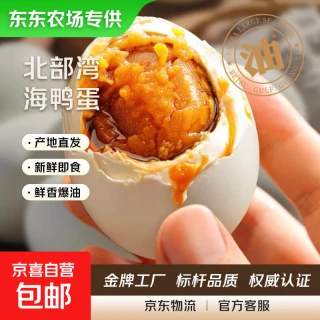 东东农场专供
北部湾
海鸭蛋
产地直发
新鲜即食
鲜香爆油
油
京喜自营
包邮
金牌工厂 标杆品质 权威认证
京东物流 | 官方客服